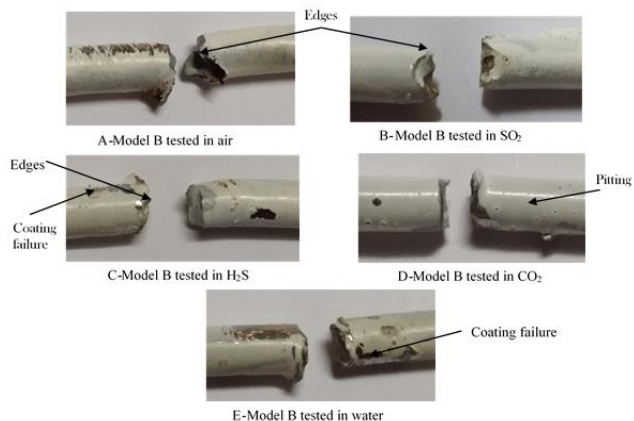 Edges
A-Model B tested in air
B-Model B tested in SO₂
Edges
Coating
failure
Pitting
C-Model B tested in H₂S
D-Model B tested in CO₂
Coating failure
E-Model B tested in water